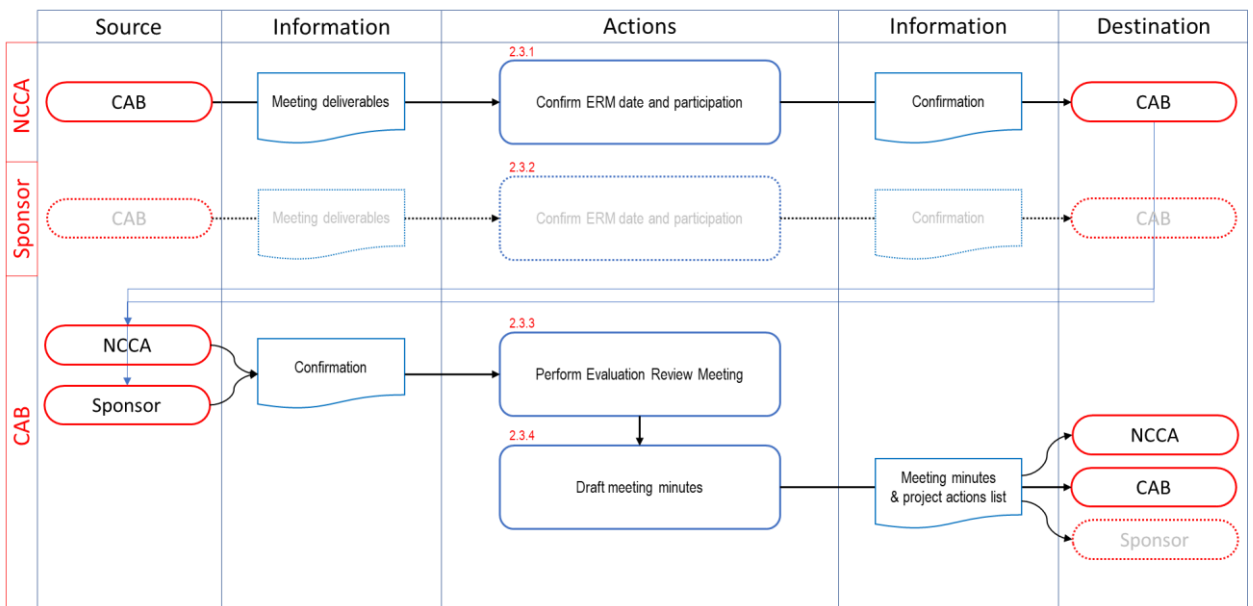 Source
Information
Actions
Information
Destination
NCCA
2.3.1
CAB
Meeting deliverables
Confirm ERM date and participation
Confirmation
CAB
Sponsor
2.3.2
CAB
Meeting deliverables
Confirm ERM date and participation
Confirmation
CAB
CAB
2.3.3
NCCA
Sponsor
Confirmation
Perform Evaluation Review Meeting
2.3.4
Draft meeting minutes
Meeting minutes
& project actions list
NCCA
CAB
Sponsor